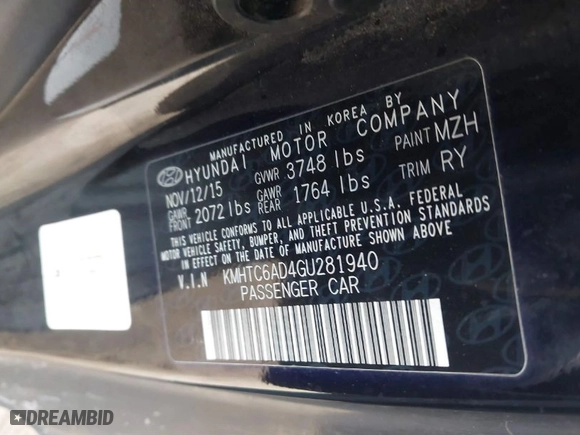 MANUFACTURED IN KOREA BY
HYUNDAI MOTOR COMPANY
NOV/12/15 GVWR 3748 lbs PAINT MZH
GAWR FRONT 2072 lbs GAWR REAR 1764 lbs TRIM RY
THIS VEHICLE CONFORMS TO ALL APPLICABLE U.S.A. FEDERAL
MOTOR VEHICLE SAFETY, BUMPER, AND THEFT PREVENTION STANDARDS
IN EFFECT ON THE DATE OF MANUFACTURE SHOWN ABOVE
V.I.N KMHTC6AD4GU281940
PASSENGER CAR
DREAMBID